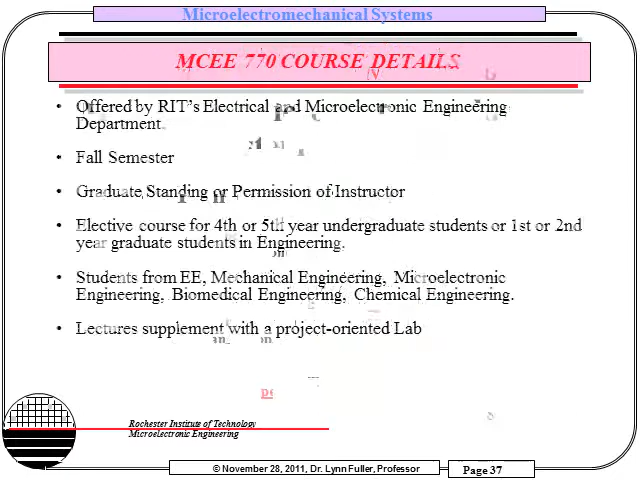 Microelectromechanical Systems
MCEE 770 COURSE DETAILS
• Offered by RIT's Electrical and Microelectronic Engineering
Department.
• Fall Semester
• Graduate Standing or Permission of Instructor
• Elective course for 4th or 5th year undergraduate students or 1st or 2nd
year graduate students in Engineering.
• Students from EE, Mechanical Engineering, Microelectronic
Engineering, Biomedical Engineering, Chemical Engineering.
• Lectures supplement with a project-oriented Lab
Rochester Institute of Technology
Microelectronic Engineering
© November 28, 2011, Dr. Lynn Fuller, Professor
Page 37